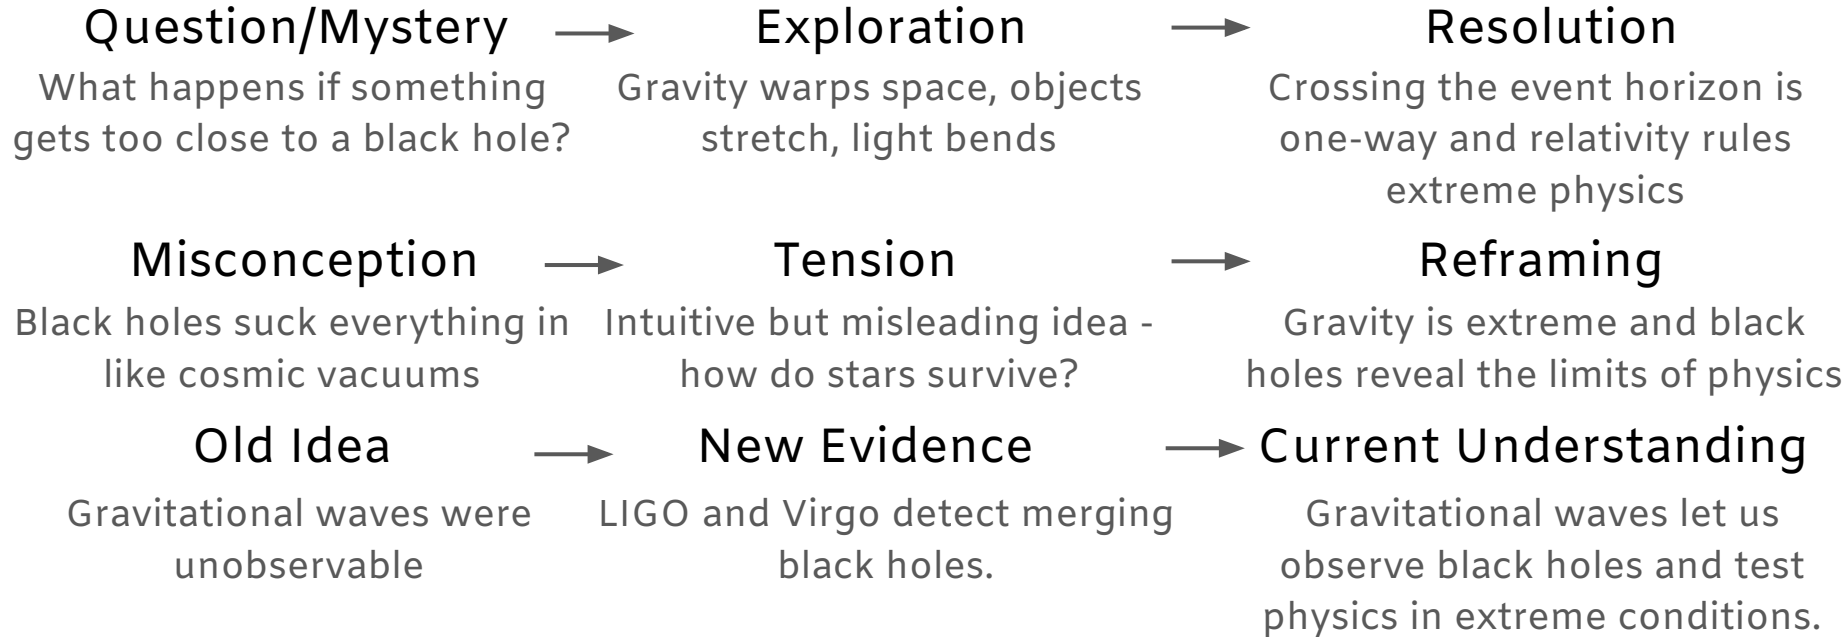 Question/Mystery
Exploration
Resolution
What happens if something
gets too close to a black hole?
Gravity warps space, objects
stretch, light bends
Crossing the event horizon is
one-way and relativity rules
extreme physics
Misconception
Tension
Reframing
Black holes suck everything in
like cosmic vacuums
Intuitive but misleading idea -
how do stars survive?
Gravity is extreme and black
holes reveal the limits of physics
Old Idea
New Evidence
Current Understanding
Gravitational waves were
unobservable
LIGO and Virgo detect merging
black holes.
Gravitational waves let us
observe black holes and test
physics in extreme conditions.